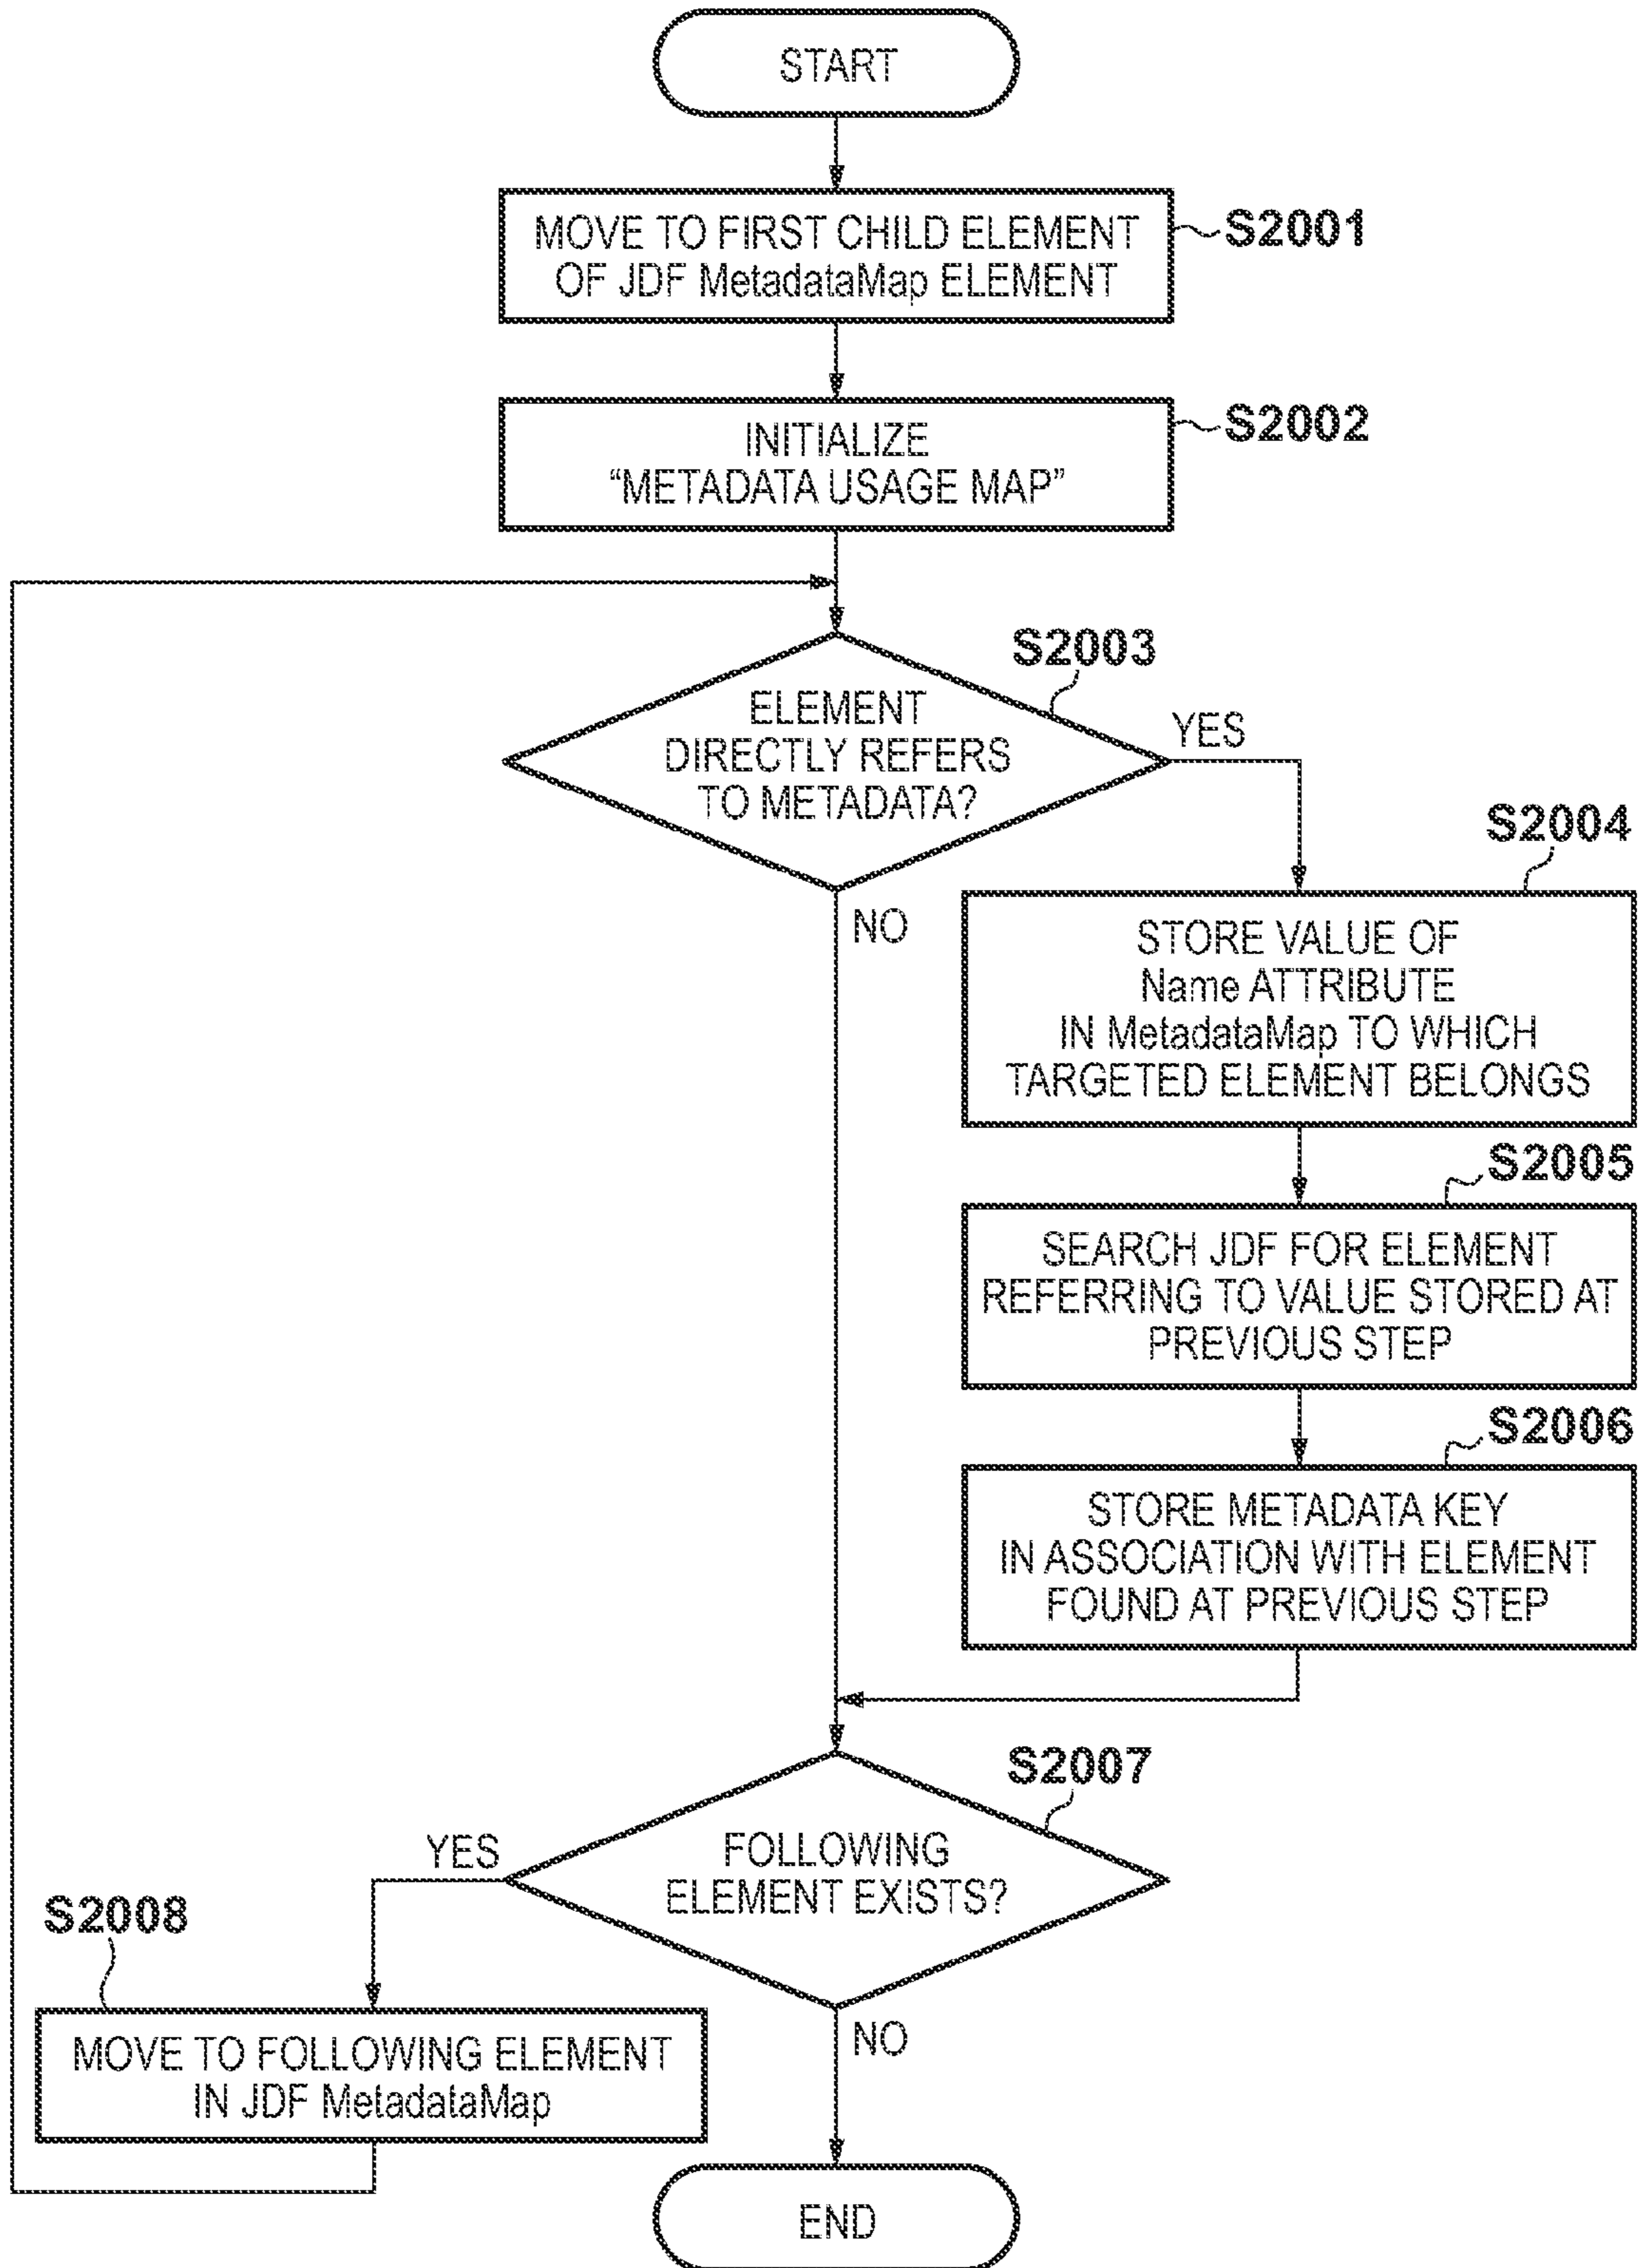 START
MOVE TO FIRST CHILD ELEMENT
OF JDF MetadataMap ELEMENT
S2001
INITIALIZE
“METADATA USAGE MAP”
S2002
S2003
ELEMENT
DIRECTLY REFERS
TO METADATA?
YES
NO
S2004
STORE VALUE OF
Name ATTRIBUTE
IN MetadataMap TO WHICH
TARGETED ELEMENT BELONGS
S2005
SEARCH JDF FOR ELEMENT
REFERRING TO VALUE STORED AT
PREVIOUS STEP
S2006
STORE METADATA KEY
IN ASSOCIATION WITH ELEMENT
FOUND AT PREVIOUS STEP
S2007
FOLLOWING
ELEMENT EXISTS?
YES
NO
S2008
MOVE TO FOLLOWING ELEMENT
IN JDF MetadataMap
END